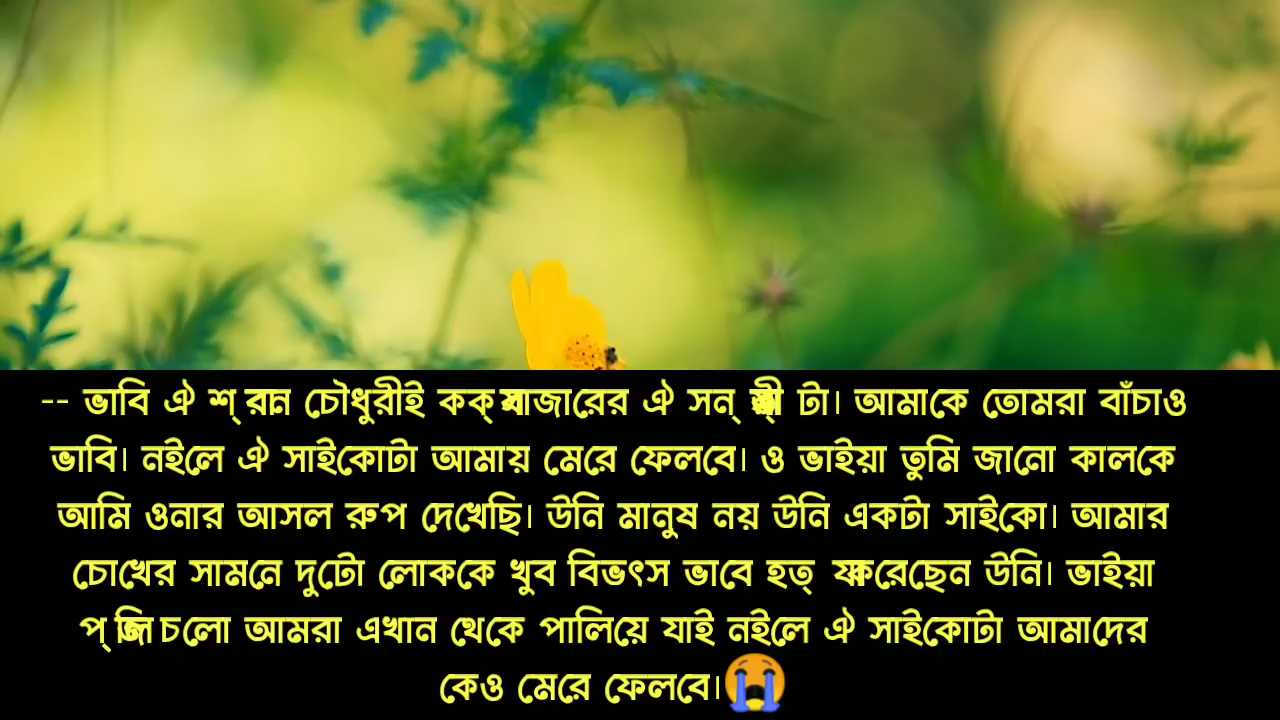 -- ভাবি ঐ শ্রাবন চৌধুরীই কক্সবাজারের ঐ সন্ত্রাসী টা। আমাকে তোমরা বাঁচাও
ভাবি। নইলে ঐ সাইকোটা আমায় মেরে ফেলবে। ও ভাইয়া তুমি জানো কালকে
আমি ওনার আসল রুপ দেখেছি। উনি মানুষ নয় উনি একটা সাইকো। আমার
চোখের সামনে দুটো লোককে খুব বিভৎস ভাবে হত্যা করেছেন উনি। ভাইয়া
প্লিজ চলো আমরা এখান থেকে পালিয়ে যাই নইলে ঐ সাইকোটা আমাদের
কেও মেরে ফেলবে।😭